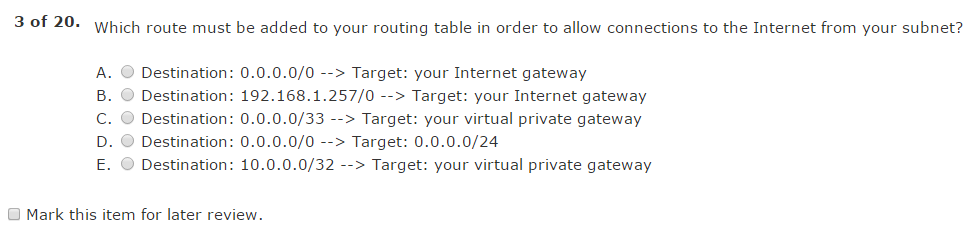 3 of 20. Which route must be added to your routing table in order to allow connections to the Internet from your subnet?
A. Destination: 0.0.0.0/0 --> Target: your Internet gateway
B. Destination: 192.168.1.257/0 --> Target: your Internet gateway
C. Destination: 0.0.0.0/33 --> Target: your virtual private gateway
D. Destination: 0.0.0.0/0 --> Target: 0.0.0.0/24
E. Destination: 10.0.0.0/32 --> Target: your virtual private gateway
Mark this item for later review.